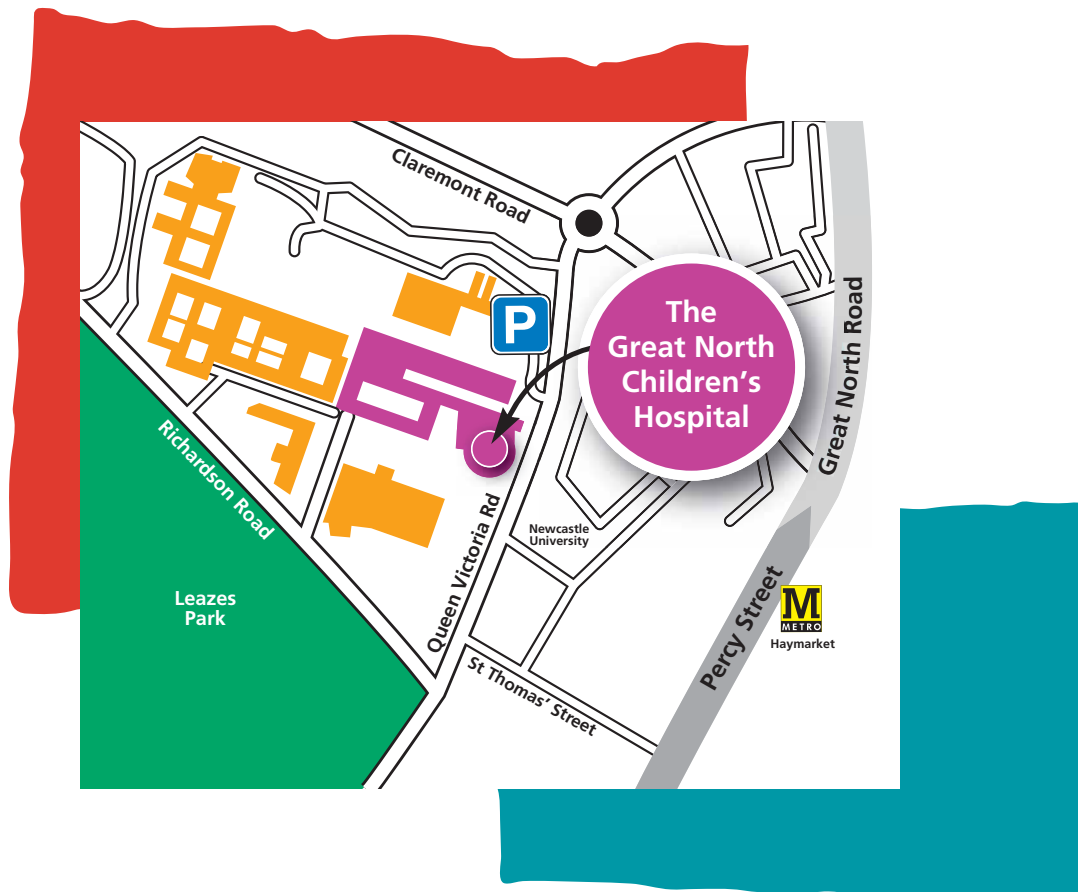 Claremont Road
P
The
Great North
Children's
Hospital
Great North Road
Richardson Road
Queen Victoria Rd
Newcastle
University
Leazes
Park
Percy Street
M
METRO
Haymarket
St Thomas' Street